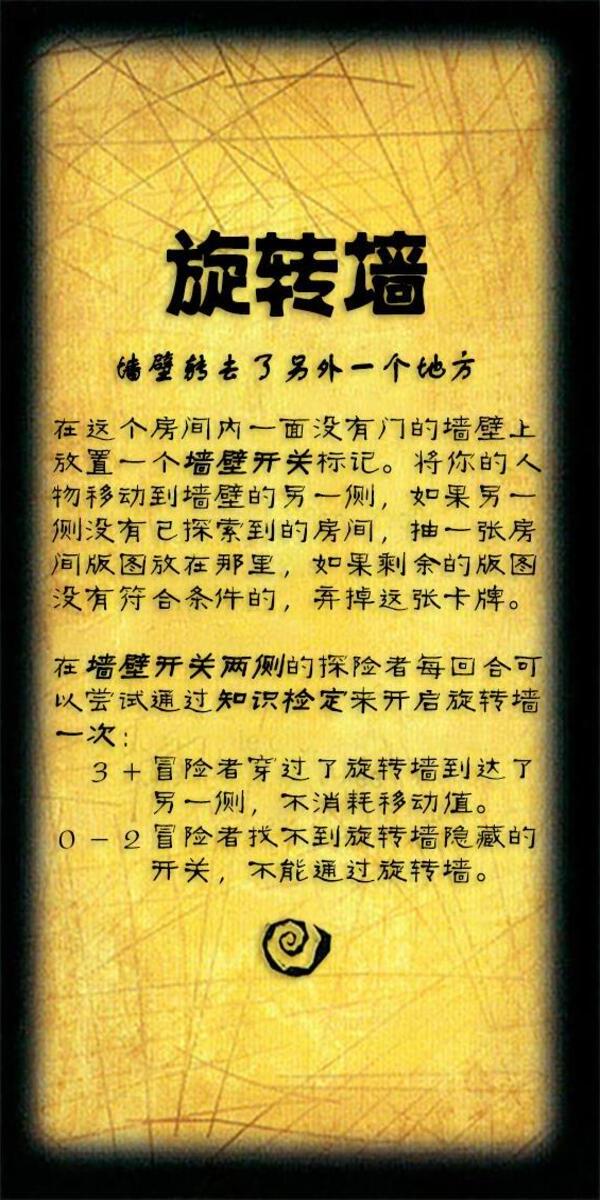 旋转墙
墙壁转去了另外一个地方
在这个房间内一面没有门的墙壁上
放置一个墙壁开关标记。将你的人
物移动到墙壁的另一侧，如果另一
侧没有已探索到的房间，抽一张房
间版图放在那里，如果剩余的版图
没有符合条件的，弃掉这张卡牌。
在墙壁开关两侧的探险者每回合可
以尝试通过知识检定来开启旋转墙
一次：
3+冒险者穿过了旋转墙到达了
另一侧，不消耗移动值。
0-2冒险者找不到旋转墙隐藏的
开关，不能通过旋转墙。